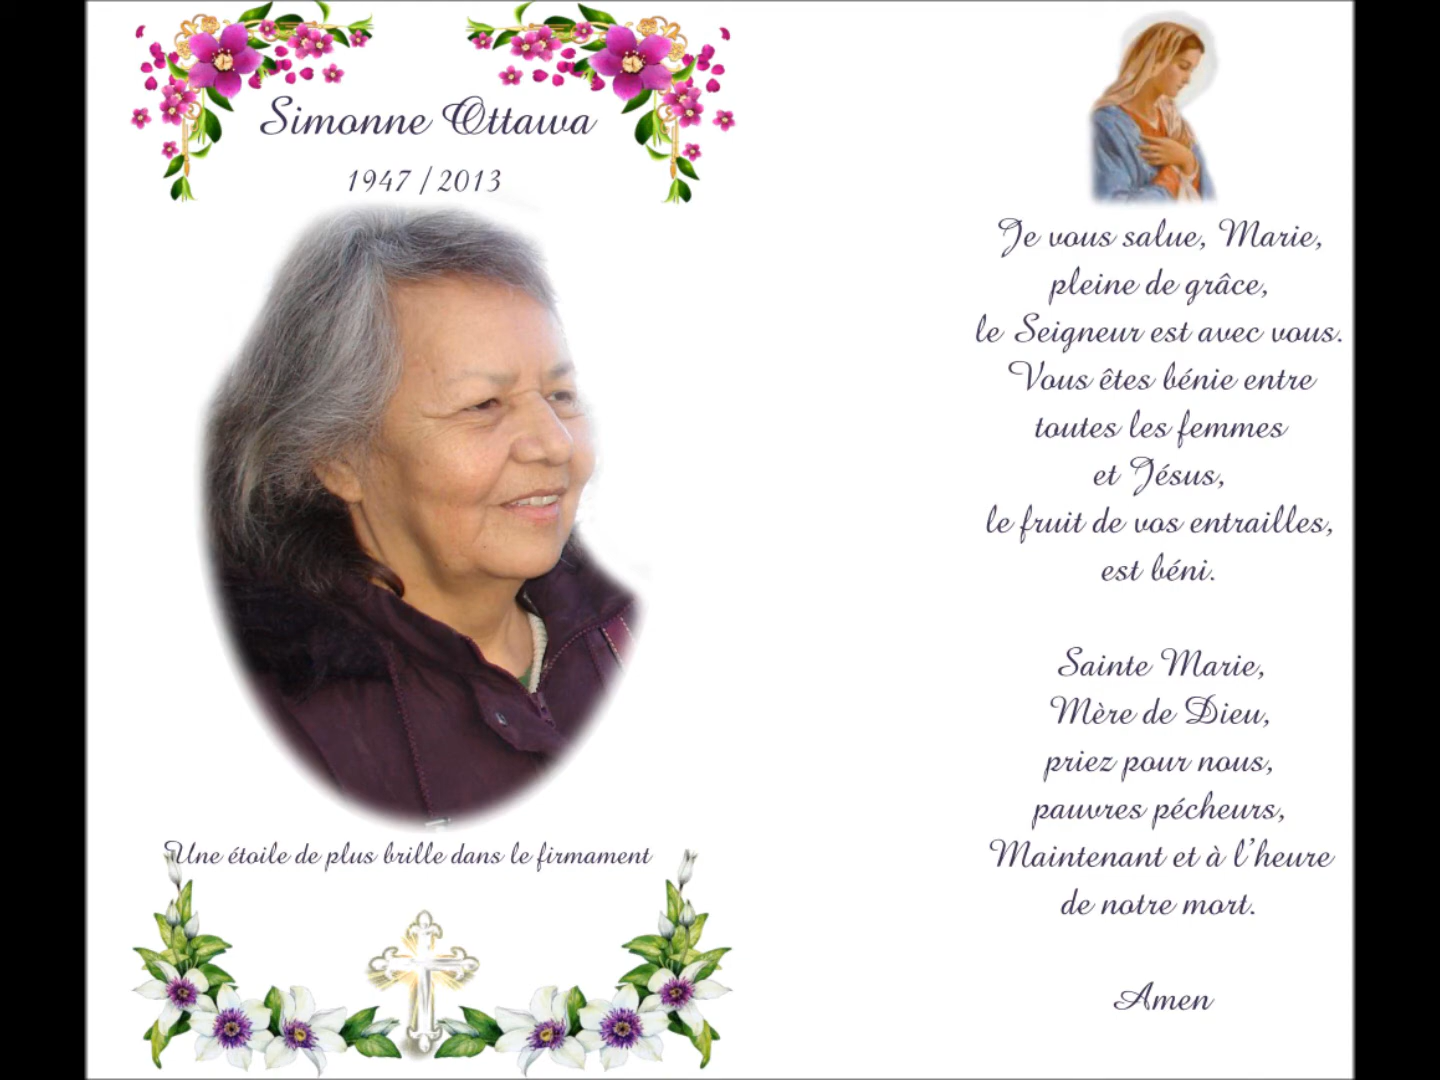 Simonne Ottawa
1947 / 2013
Une étoile de plus brille dans le firmament
Je vous salue, Marie,
pleine de grâce,
le Seigneur est avec vous.
Vous êtes bénie entre
toutes les femmes
et Jésus,
le fruit de vos entrailles,
est béni.
Sainte Marie,
Mère de Dieu,
priez pour nous,
pauvres pécheurs,
Maintenant et à l'heure
de notre mort.
Amen